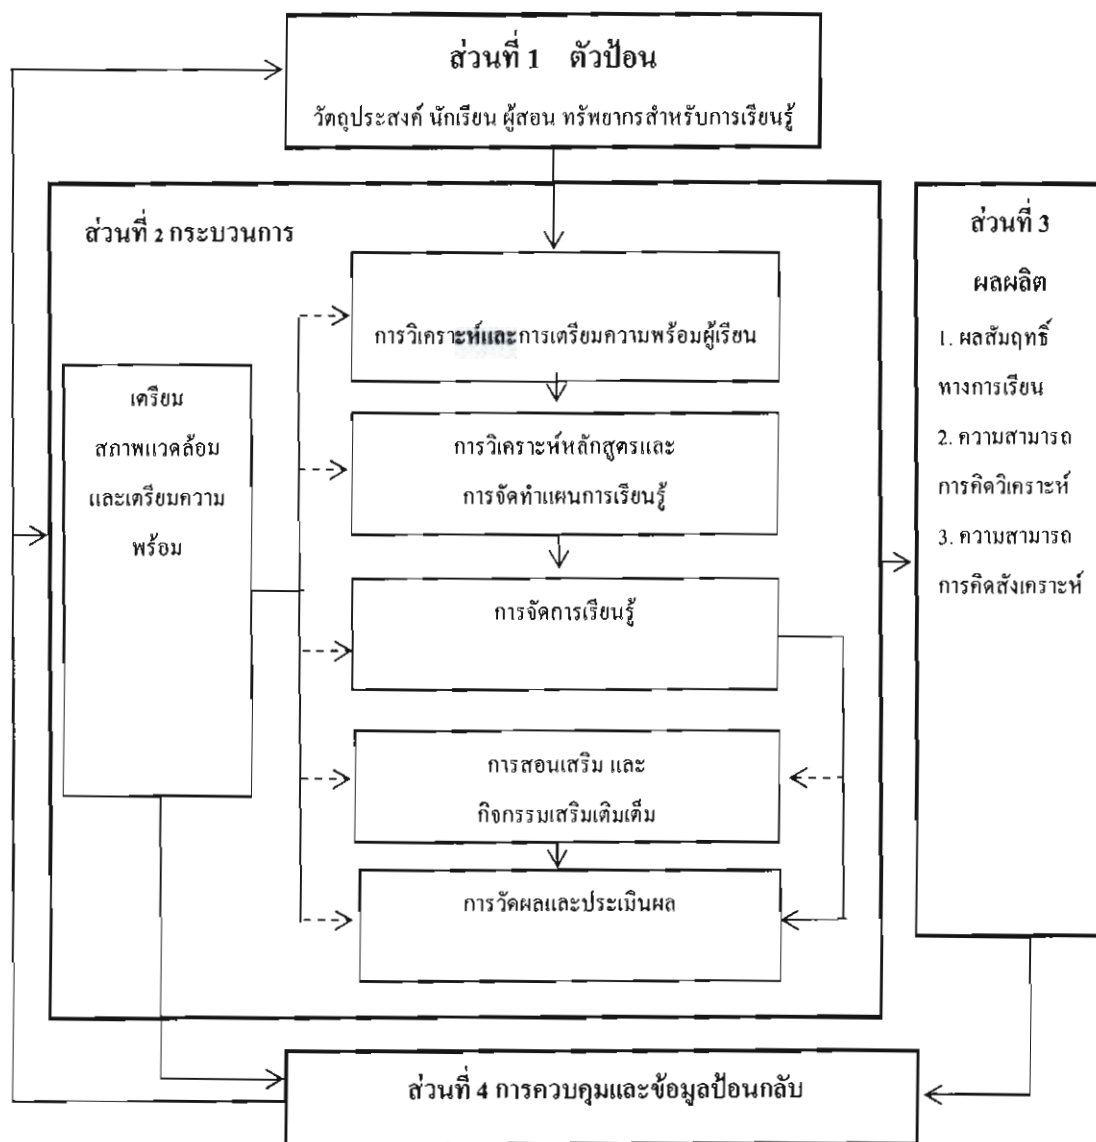 ส่วนที่ 1 ตัวป้อน
วัตถุประสงค์ นักเรียน ผู้สอน ทรัพยากรสำหรับการเรียนรู้
ส่วนที่ 2 กระบวนการ
การวิเคราะห์และการเตรียมความพร้อมผู้เรียน
เตรียม
สภาพแวดล้อม
และเตรียมความ
พร้อม
การวิเคราะห์หลักสูตรและ
การจัดทำแผนการเรียนรู้
การจัดการเรียนรู้
การสอนเสริม และ
กิจกรรมเสริมเติมเต็ม
การวัดผลและประเมินผล
ส่วนที่ 3
ผลผลิต
1. ผลสัมฤทธิ์
ทางการเรียน
2. ความสามารถ
การคิดวิเคราะห์
3. ความสามารถ
การคิดสังเคราะห์
ส่วนที่ 4 การควบคุมและข้อมูลป้อนกลับ